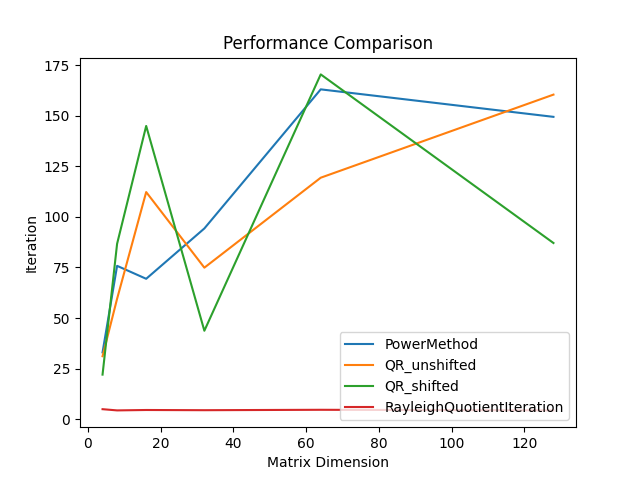 Performance Comparison
175
150
125
100
75
50
25
0
Iteration
0
20
40
60
80
100
120
Matrix Dimension
PowerMethod
QR_unshifted
QR_shifted
RayleighQuotientIteration